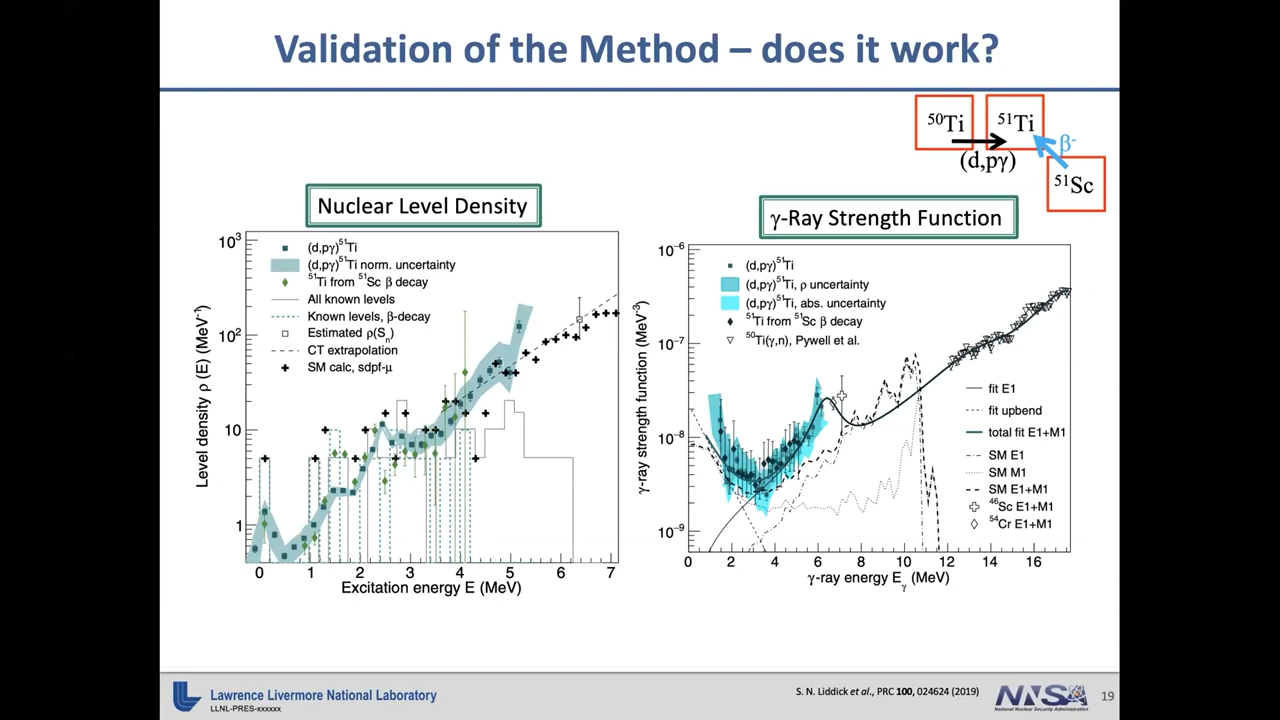 Validation of the Method – does it work?
⁵⁰Ti
⁵¹Ti
(d,pγ)
β⁻
⁵¹Sc
Nuclear Level Density
Level density ρ (E) (MeV⁻¹)
10³
10²
10
1
(d,pγ)⁵¹Ti
(d,pγ)⁵¹Ti norm. uncertainty
⁵¹Ti from ⁵¹Sc β decay
All known levels
Known levels, β-decay
Estimated ρ(Sₙ)
CT extrapolation
SM calc, sdpf-μ
0 1 2 3 4 5 6 7
Excitation energy E (MeV)
γ-Ray Strength Function
γ-ray strength function (MeV⁻³)
10⁻⁶
10⁻⁷
10⁻⁸
10⁻⁹
(d,pγ)⁵¹Ti
(d,pγ)⁵¹Ti, ρ uncertainty
(d,pγ)⁵¹Ti, abs. uncertainty
⁵¹Ti from ⁵¹Sc β decay
⁵⁰Ti(γ,n), Pywell et al.
fit E1
fit upbend
total fit E1+M1
SM E1
SM M1
SM E1+M1
⁴⁶Sc E1+M1
⁵⁴Cr E1+M1
0 2 4 6 8 10 12 14 16
γ-ray energy Eᵧ (MeV)
Lawrence Livermore National Laboratory
LLNL-PRES-xxxxxx
S. N. Liddick et al., PRC 100, 024624 (2019)
NNSA
National Nuclear Security Administration
19